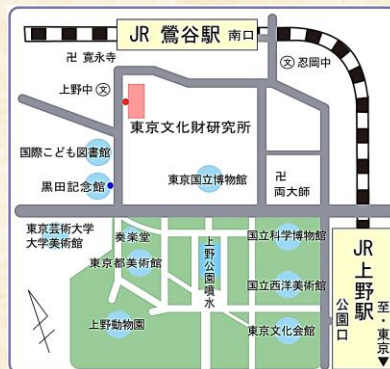 JR 鶯谷駅 南口
卍 寛永寺
文 忍岡中
上野中 文
東京文化財研究所
国際こども図書館
黒田記念館
東京国立博物館
卍
両大師
東京芸術大学
大学美術館
奏楽堂
東京都美術館
上野公園噴水
国立科学博物館
国立西洋美術館
上野動物園
東京文化会館
JR 上野駅
公園口
至・東京▼